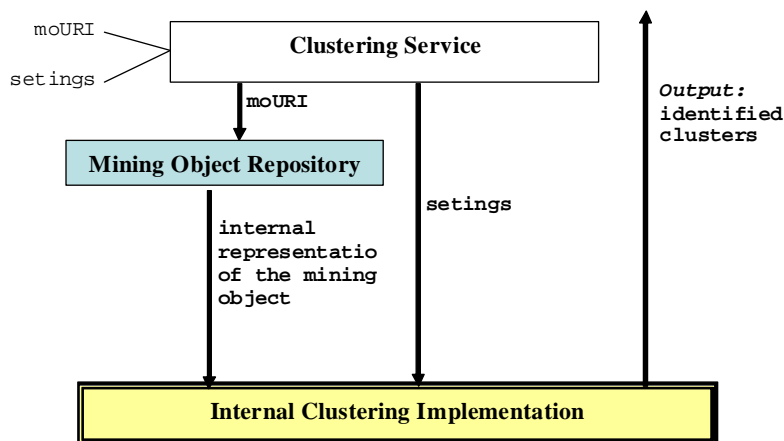 moURI
setings
Clustering Service
moURI
Mining Object Repository
internal
representatio
of the mining
object
setings
Output:
identified
clusters
Internal Clustering Implementation